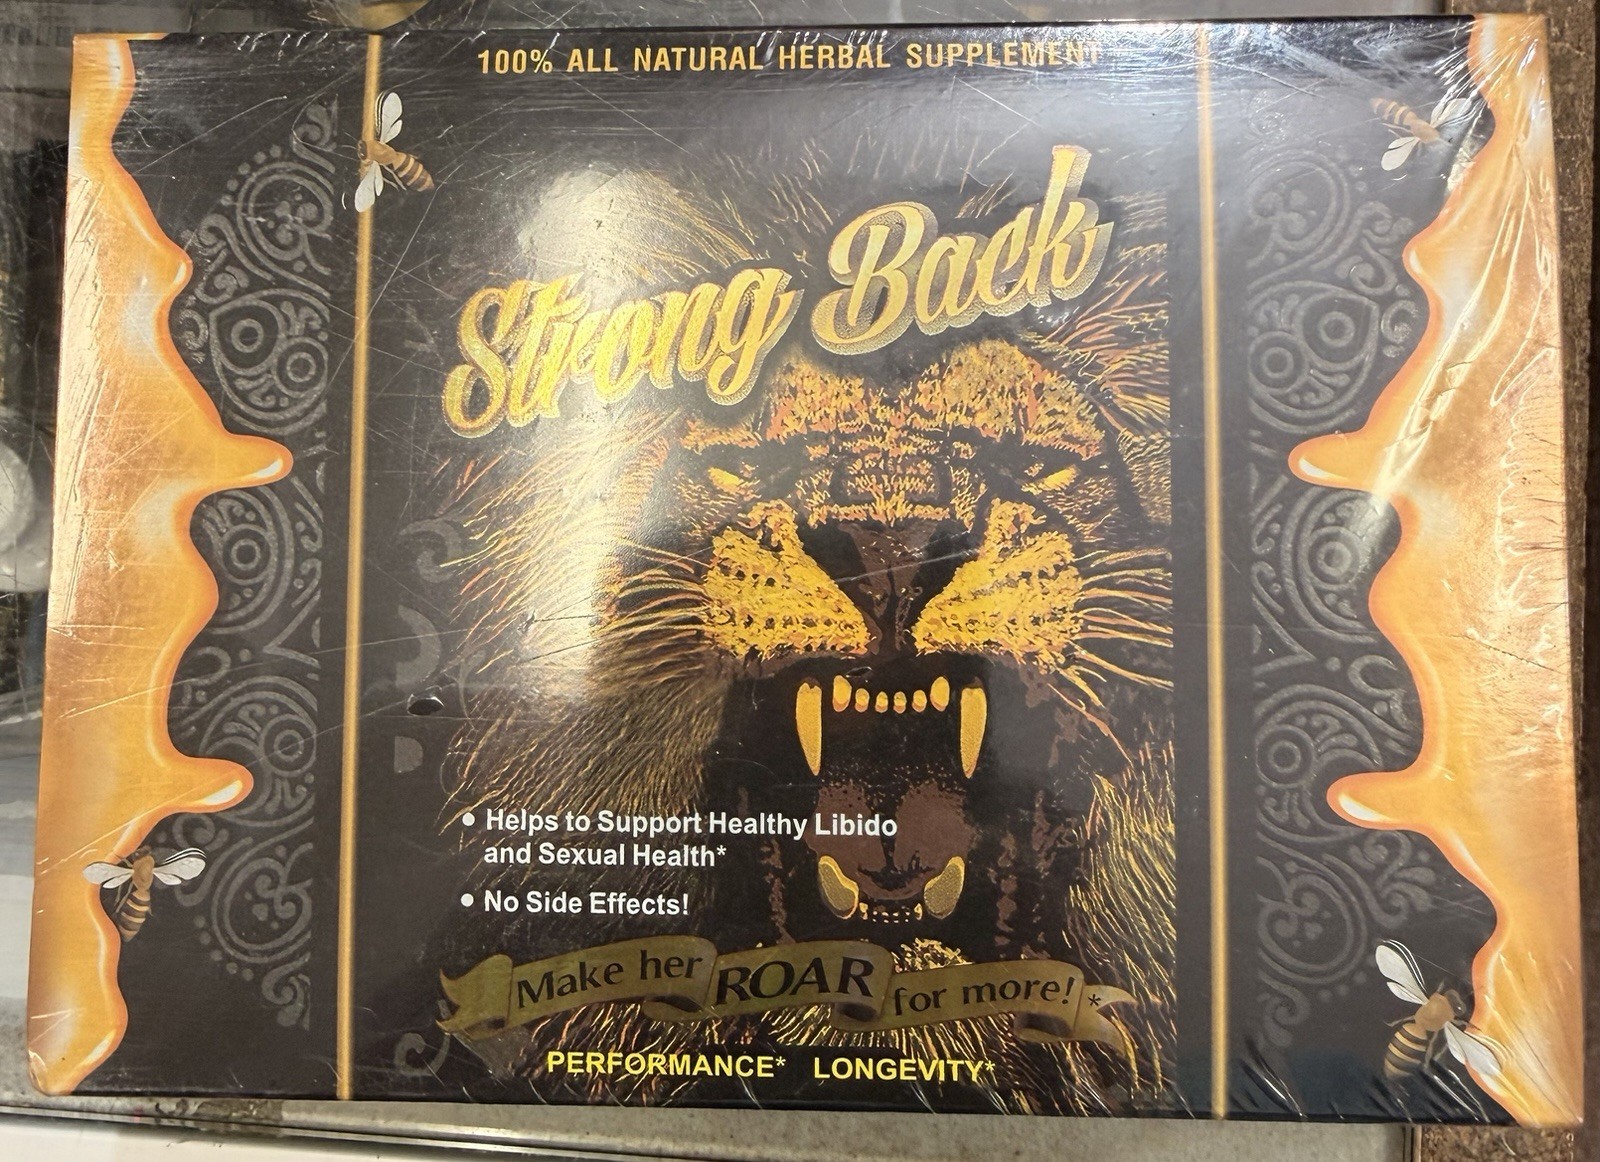 100% ALL NATURAL HERBAL SUPPLEMENT
Strong Back
• Helps to Support Healthy Libido
and Sexual Health*
• No Side Effects!
Make her ROAR for more!*
PERFORMANCE* LONGEVITY*